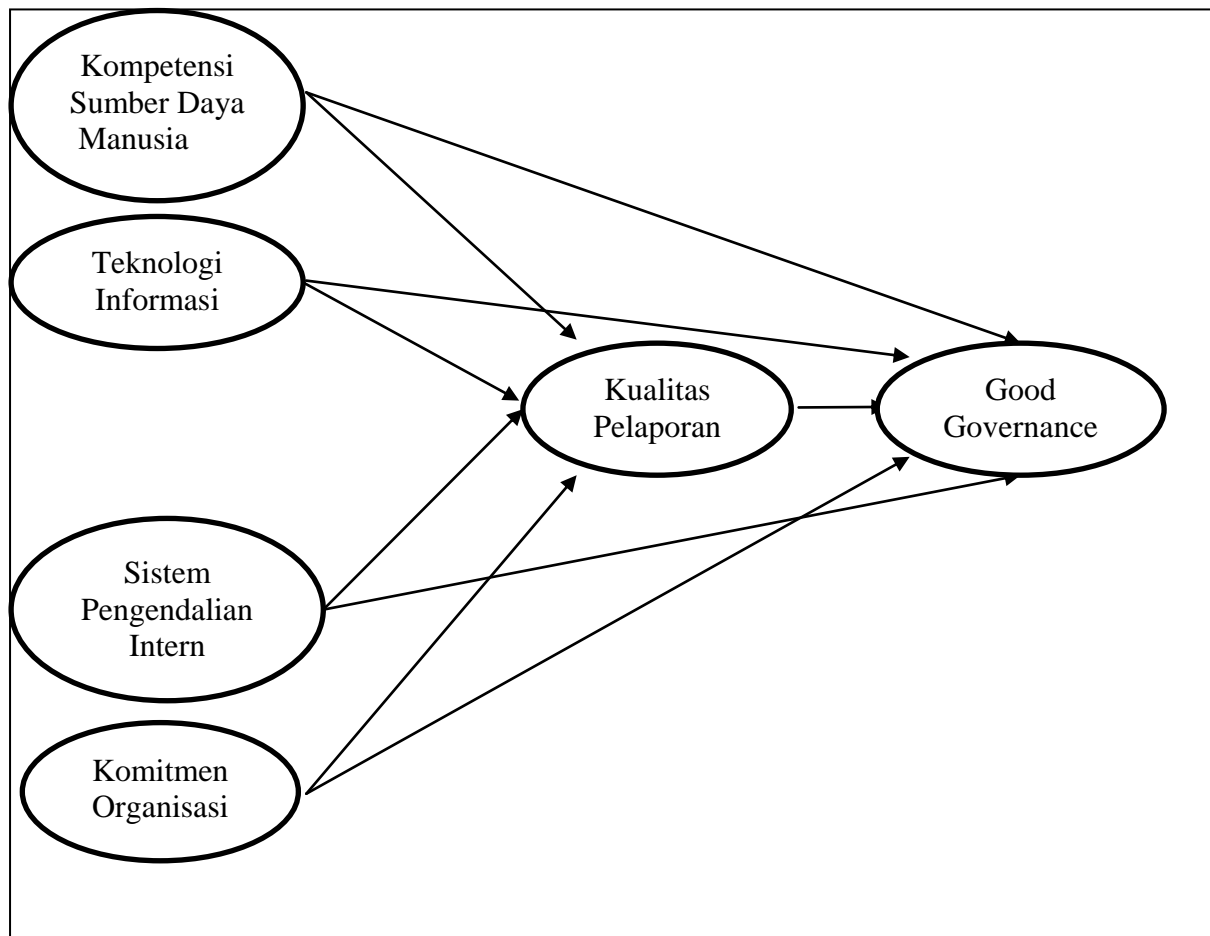 Kompetensi
Sumber Daya
Manusia
Teknologi
Informasi
Kualitas
Pelaporan
Good
Governance
Sistem
Pengendalian
Intern
Komitmen
Organisasi